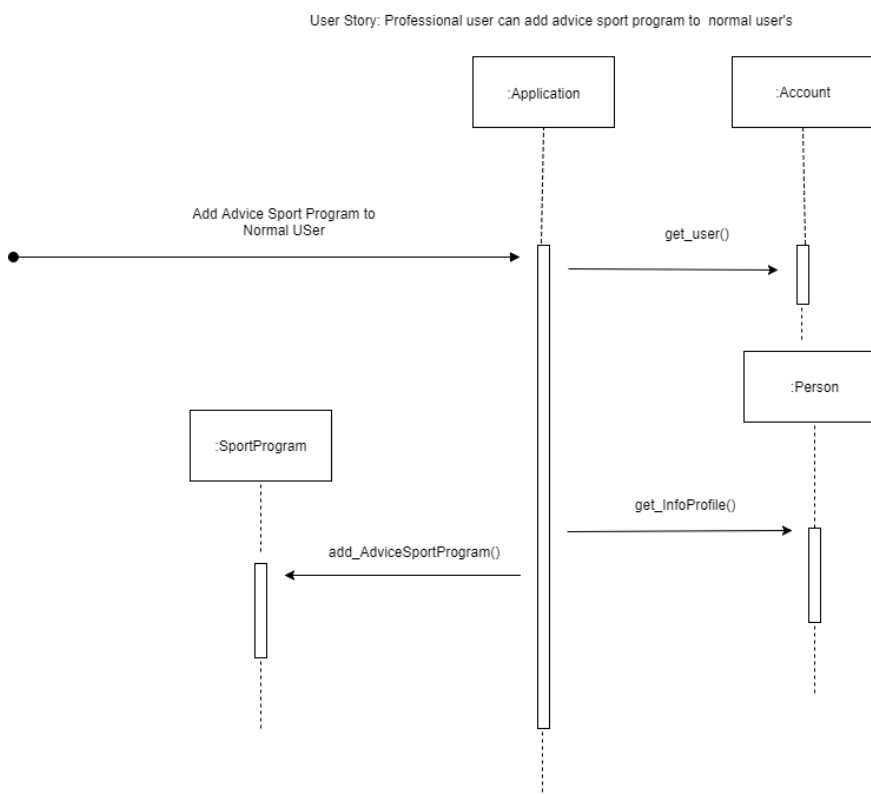 User Story: Professional user can add advice sport program to normal user's
:Application
:Account
Add Advice Sport Program to
Normal USer
get_user()
:Person
:SportProgram
get_InfoProfile()
add_AdviceSportProgram()